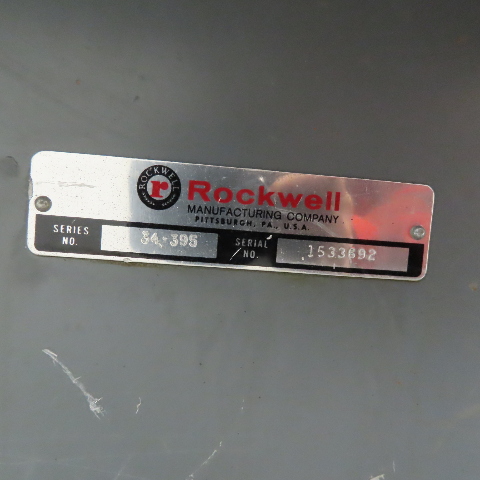 ROCKWELL
r
Rockwell
MANUFACTURING COMPANY
PITTSBURGH, PA., U.S.A.
SERIES NO. 34-395 SERIAL NO. 1533692